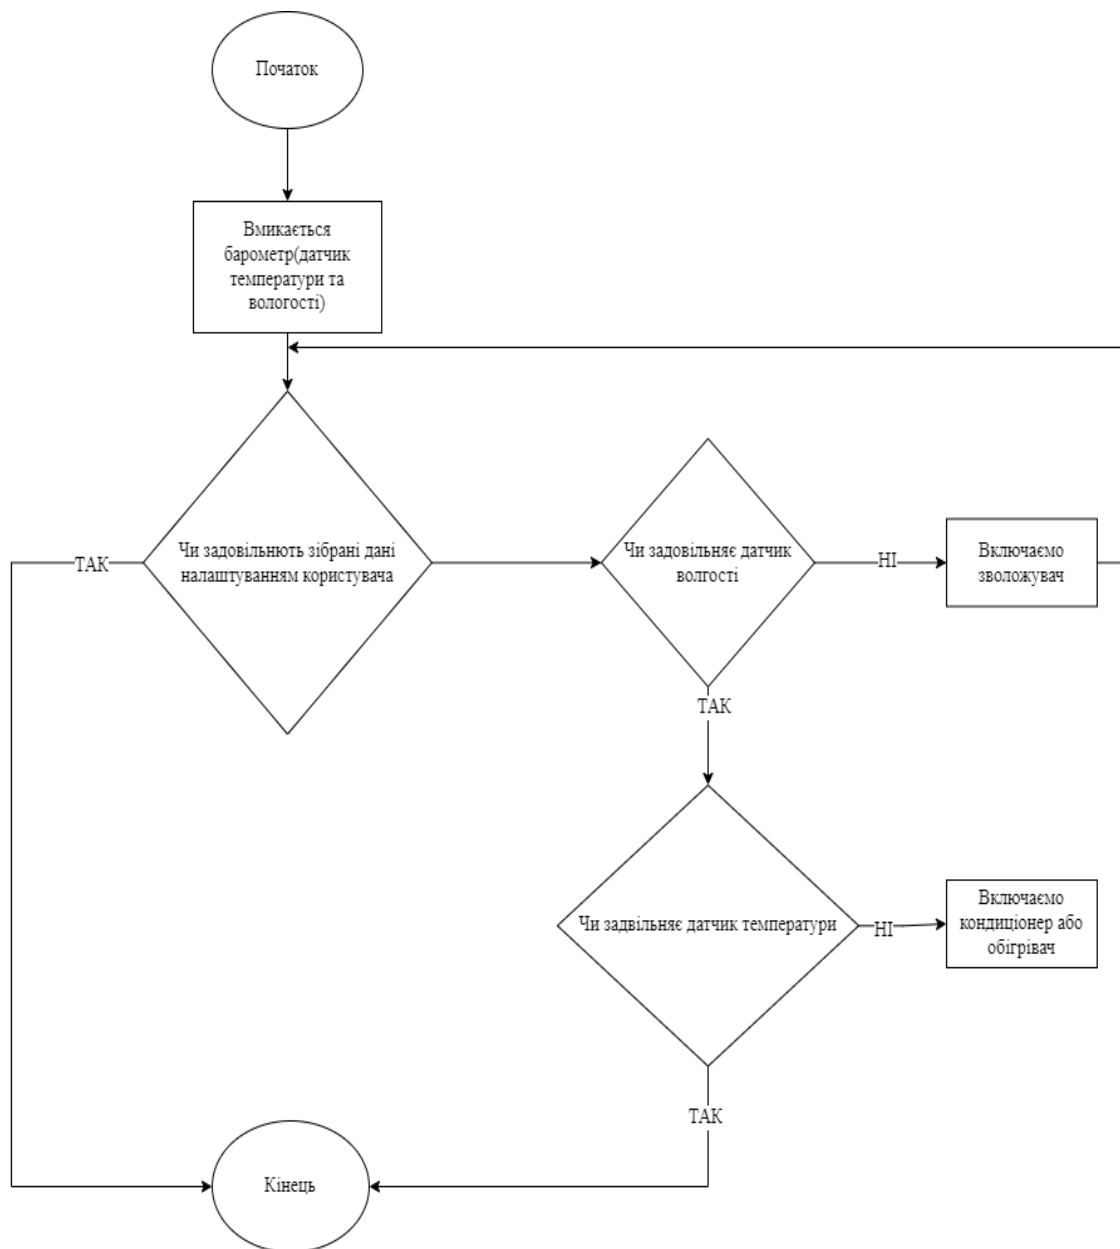 Початок
Вмикається
барометр(датчик
температури та
вологості)
Чи задовільнють зібрані дані
налаштуванням користувача
ТАК
Чи задовільняє датчик
волгості
НІ
Включаємо
зволожувач
ТАК
Чи задвільняє датчик температури
НІ
Включаємо
кондиціонер або
обігрівач
ТАК
Кінець